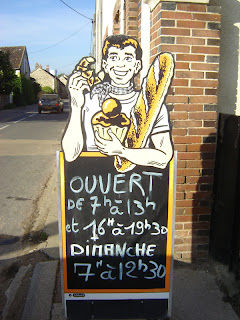 OUVERT
DE 7h à 13h
et 16H à 19h30
DIMANCHE
7H à 12h30